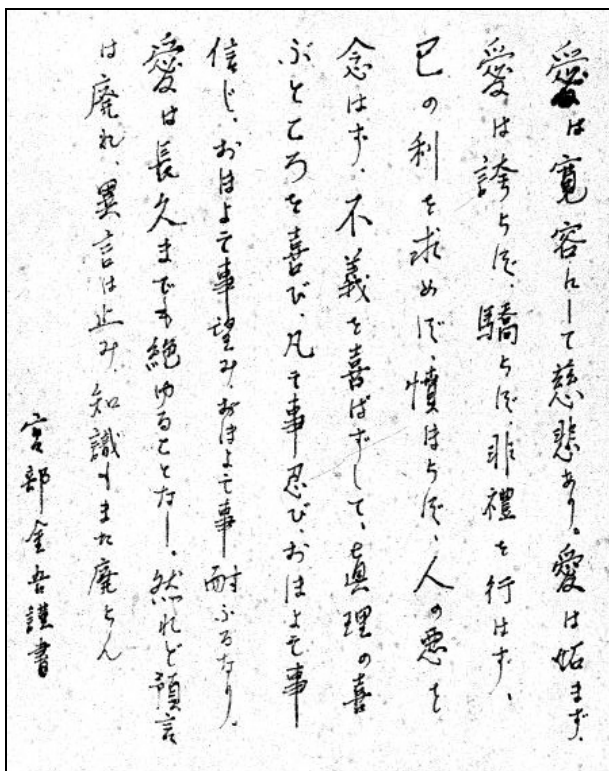 愛は寛容にして慈悲あり。愛は妬まず、
愛は誇らず、驕らず、非禮を行はず、
己の利を求めず、憤ほらず、人の悪を
念はず、不義を喜ばずして、眞理の喜
ぶところを喜び、凡そ事忍び、おほよそ事
信じ、おほよそ事望みおほよそ事耐ふるなり。
愛は長久までも絶ゆることなし。然れど預言
は廃れ、異言は止み、知識もまた廃らん
宮部金吾謹書